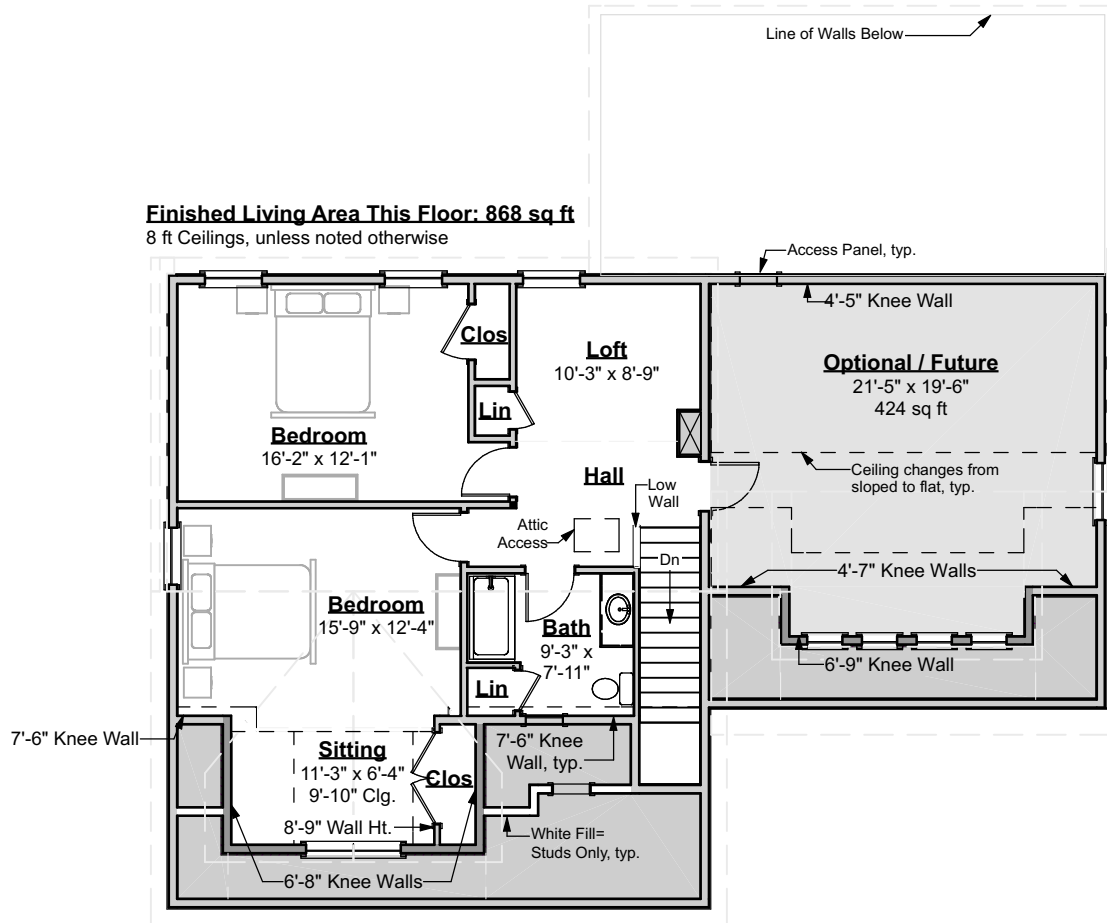 Line of Walls Below
Finished Living Area This Floor: 868 sq ft
8 ft Ceilings, unless noted otherwise
Access Panel, typ.
4'-5" Knee Wall
Clos
Loft
10'-3" x 8'-9"
Optional / Future
21'-5" x 19'-6"
424 sq ft
Lin
Bedroom
16'-2" x 12'-1"
Hall
Ceiling changes from
sloped to flat, typ.
Low
Wall
Attic
Access
Dn
4'-7" Knee Walls
Bedroom
15'-9" x 12'-4"
Bath
9'-3" x
7'-11"
6'-9" Knee Wall
Lin
7'-6" Knee Wall
Sitting
11'-3" x 6'-4"
9'-10" Clg.
Clos
7'-6" Knee
Wall, typ.
8'-9" Wall Ht.
White Fill=
Studs Only, typ.
6'-8" Knee Walls